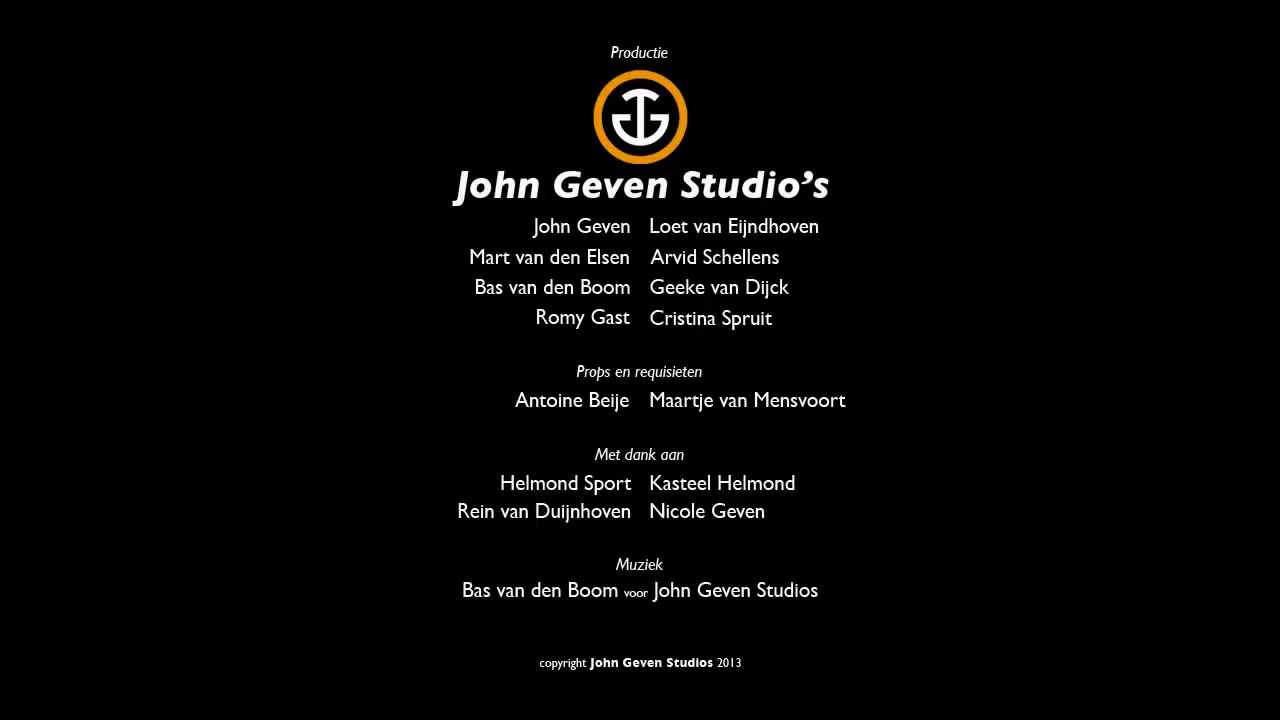 Productie
John Geven Studio’s
John Geven Loet van Eijndhoven
Mart van den Elsen Arvid Schellens
Bas van den Boom Geeke van Dijck
Romy Gast Cristina Spruit
Props en requisieten
Antoine Beije Maartje van Mensvoort
Met dank aan
Helmond Sport Kasteel Helmond
Rein van Duijnhoven Nicole Geven
Muziek
Bas van den Boom voor John Geven Studios
copyright John Geven Studios 2013